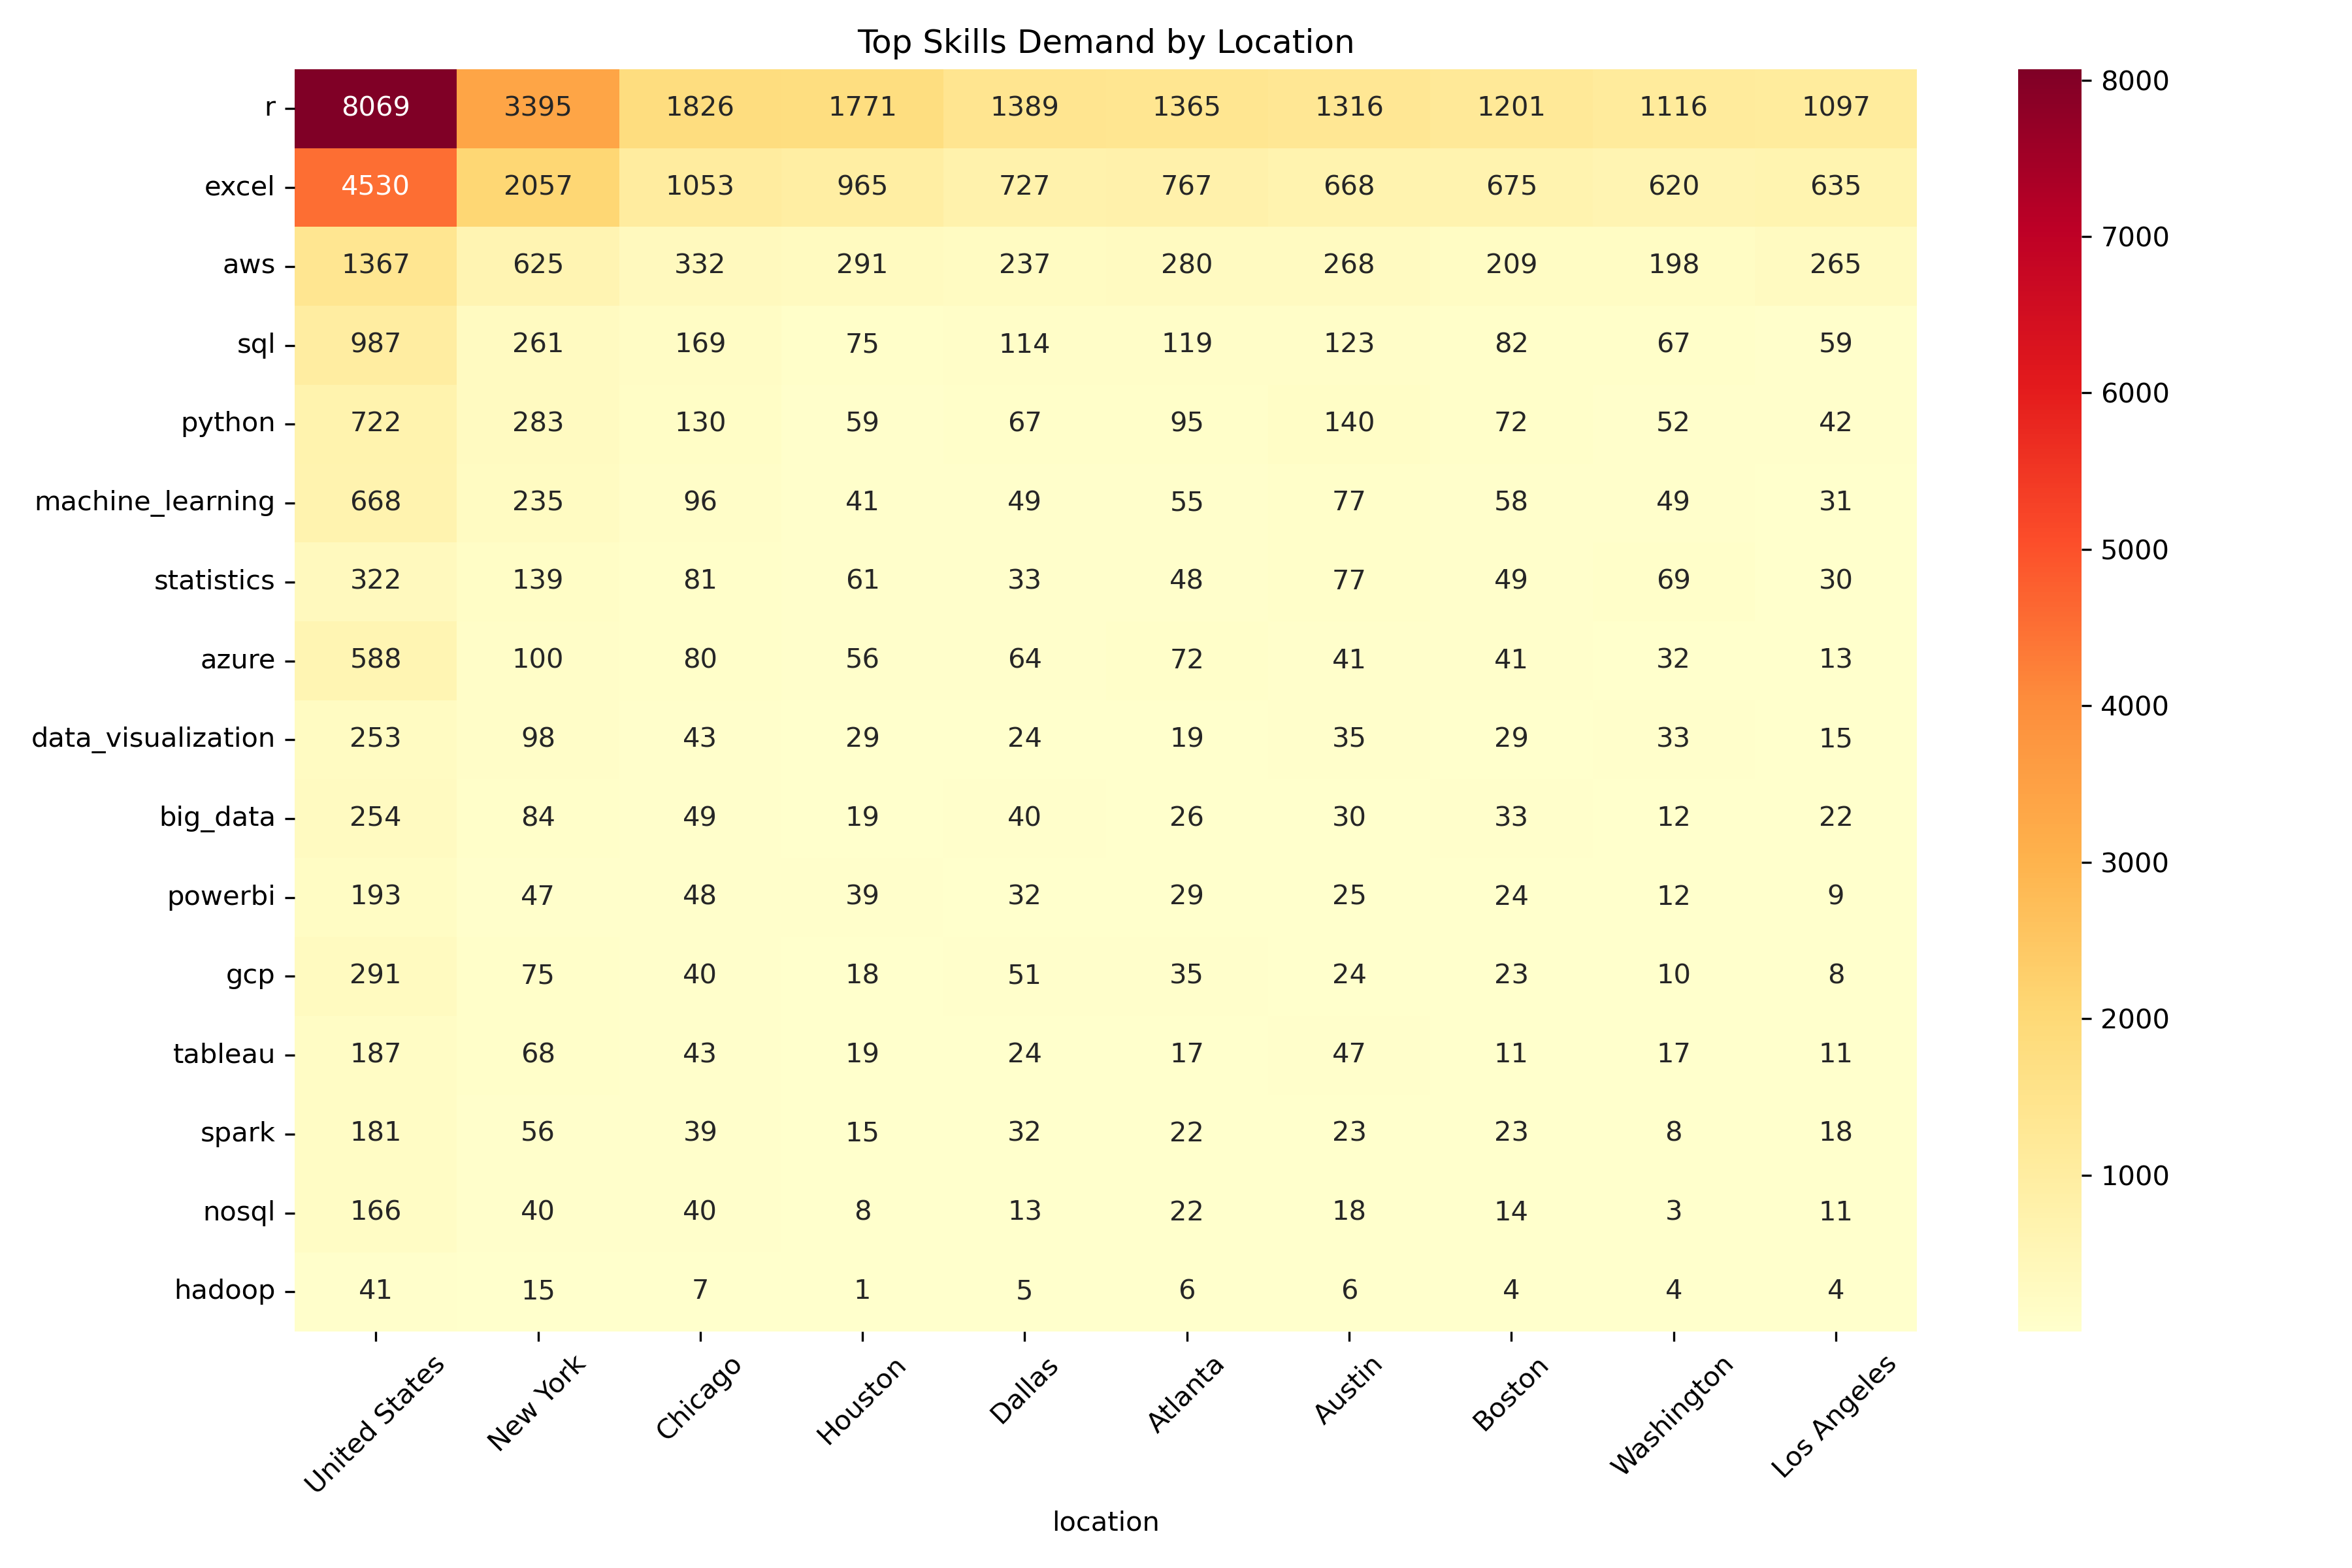 Top Skills Demand by Location
r 8069 3395 1826 1771 1389 1365 1316 1201 1116 1097
excel 4530 2057 1053 965 727 767 668 675 620 635
aws 1367 625 332 291 237 280 268 209 198 265
sql 987 261 169 75 114 119 123 82 67 59
python 722 283 130 59 67 95 140 72 52 42
machine_learning 668 235 96 41 49 55 77 58 49 31
statistics 322 139 81 61 33 48 77 49 69 30
azure 588 100 80 56 64 72 41 41 32 13
data_visualization 253 98 43 29 24 19 35 29 33 15
big_data 254 84 49 19 40 26 30 33 12 22
powerbi 193 47 48 39 32 29 25 24 12 9
gcp 291 75 40 18 51 35 24 23 10 8
tableau 187 68 43 19 24 17 47 11 17 11
spark 181 56 39 15 32 22 23 23 8 18
nosql 166 40 40 8 13 22 18 14 3 11
hadoop 41 15 7 1 5 6 6 4 4 4
United States New York Chicago Houston Dallas Atlanta Austin Boston Washington Los Angeles
location
8000
7000
6000
5000
4000
3000
2000
1000